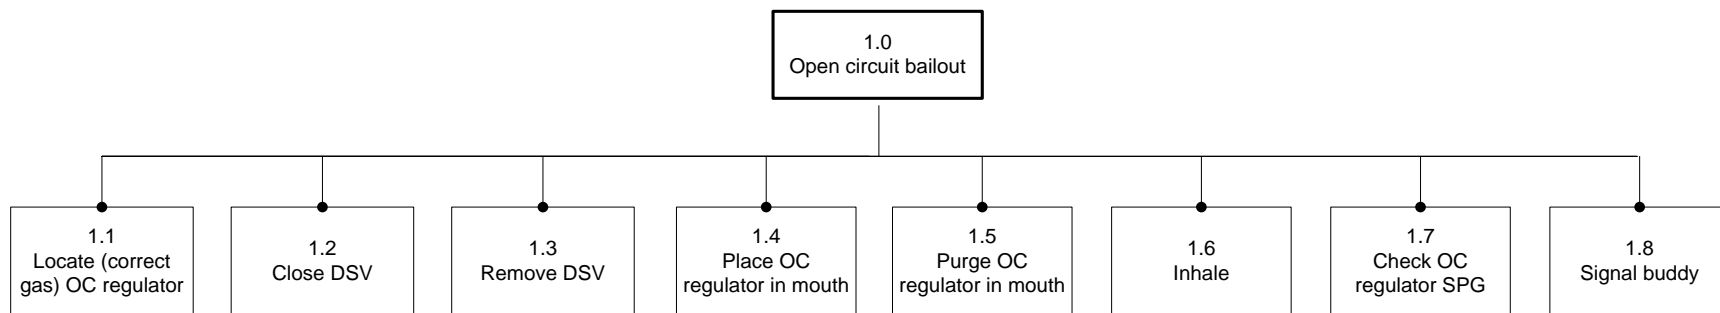 1.0
Open circuit bailout
1.1
Locate (correct
gas) OC regulator
1.2
Close DSV
1.3
Remove DSV
1.4
Place OC
regulator in mouth
1.5
Purge OC
regulator in mouth
1.6
Inhale
1.7
Check OC
regulator SPG
1.8
Signal buddy